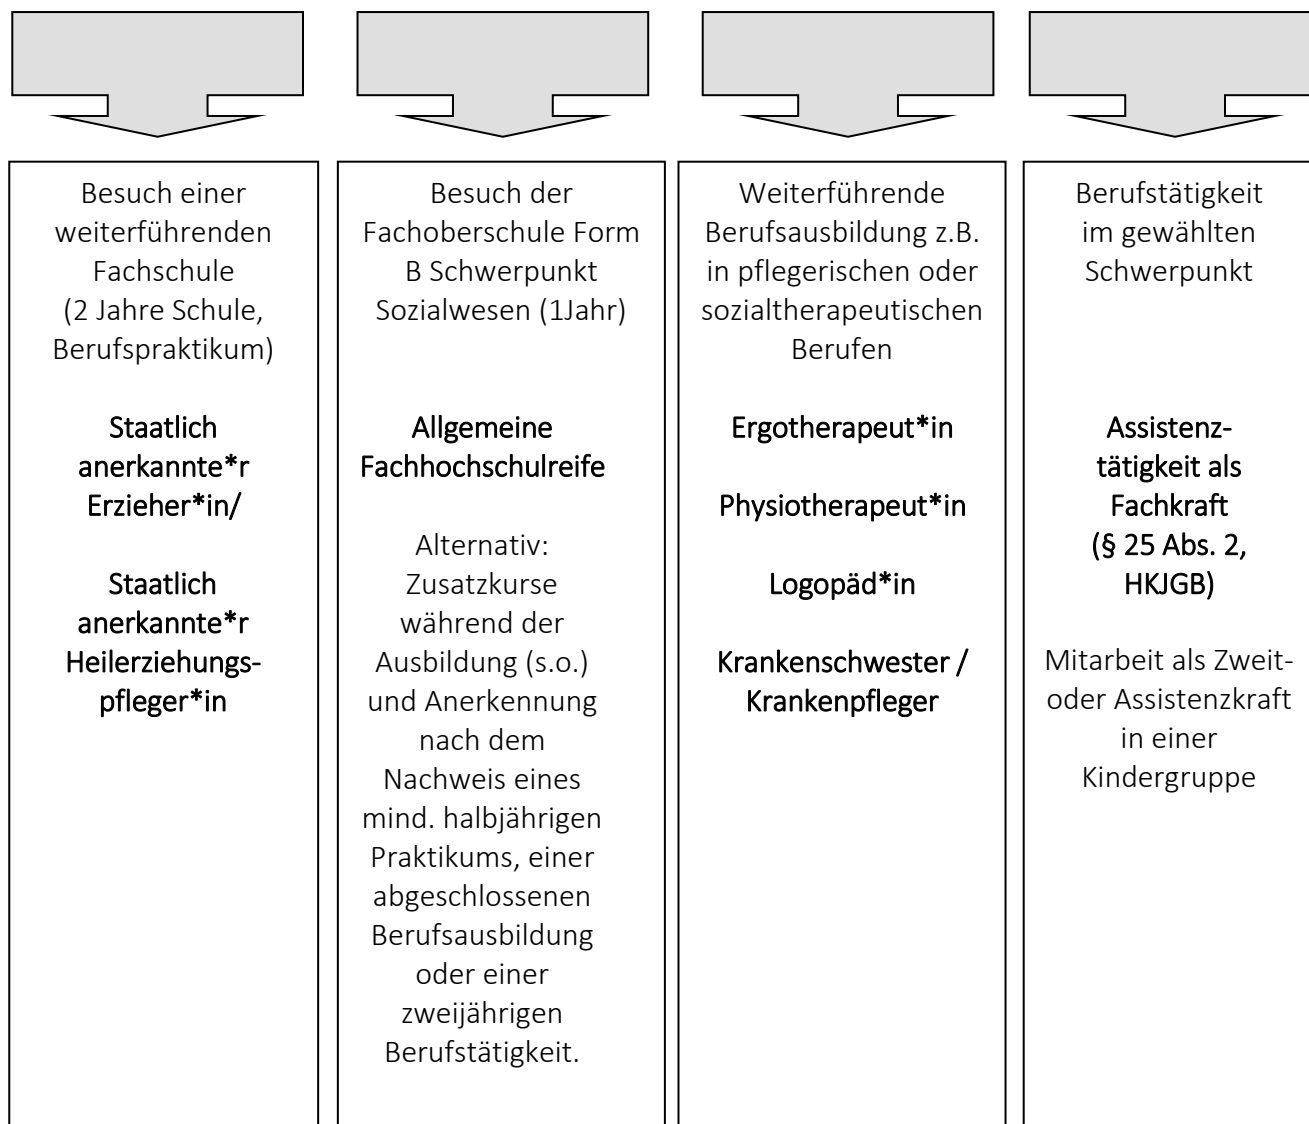 Besuch einer
weiterführenden
Fachschule
(2 Jahre Schule,
Berufspraktikum)
Staatlich
anerkannte*r
Erzieher*in/
Staatlich
anerkannte*r
Heilerziehungs-
pfleger*in
Besuch der
Fachoberschule Form
B Schwerpunkt
Sozialwesen (1Jahr)
Allgemeine
Fachhochschulreife
Alternativ:
Zusatzkurse
während der
Ausbildung (s.o.)
und Anerkennung
nach dem
Nachweis eines
mind. halbjährigen
Praktikums, einer
abgeschlossenen
Berufsausbildung
oder einer
zweijährigen
Berufstätigkeit.
Weiterführende
Berufsausbildung z.B.
in pflegerischen oder
sozialtherapeutischen
Berufen
Ergotherapeut*in
Physiotherapeut*in
Logopäd*in
Krankenschwester /
Krankenpfleger
Berufstätigkeit
im gewählten
Schwerpunkt
Assistenz-
tätigkeit als
Fachkraft
(§ 25 Abs. 2,
HKJGB)
Mitarbeit als Zweit-
oder Assistenzkraft
in einer
Kindergruppe